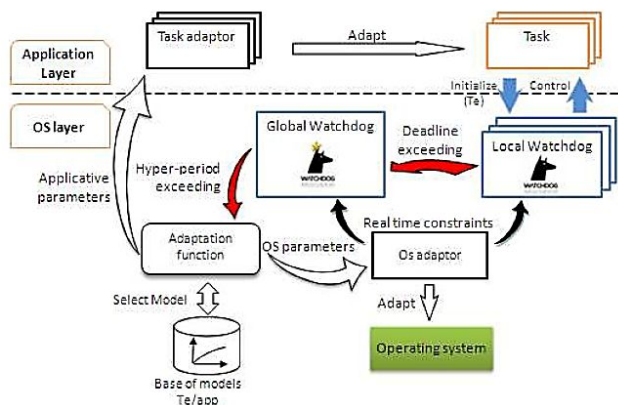 Task adaptor
Adapt
Task
Application
Layer
Initialize
(Te)
Control
OS layer
Global Watchdog
Deadline
exceeding
Local Watchdog
WATCHDOG
WATCHDOG
Hyper-period
exceeding
Applicative
parameters
Real time constraints
Adaptation
function
OS parameters
Os adaptor
Select Model
Adapt
Operating system
Base of models
Te/app